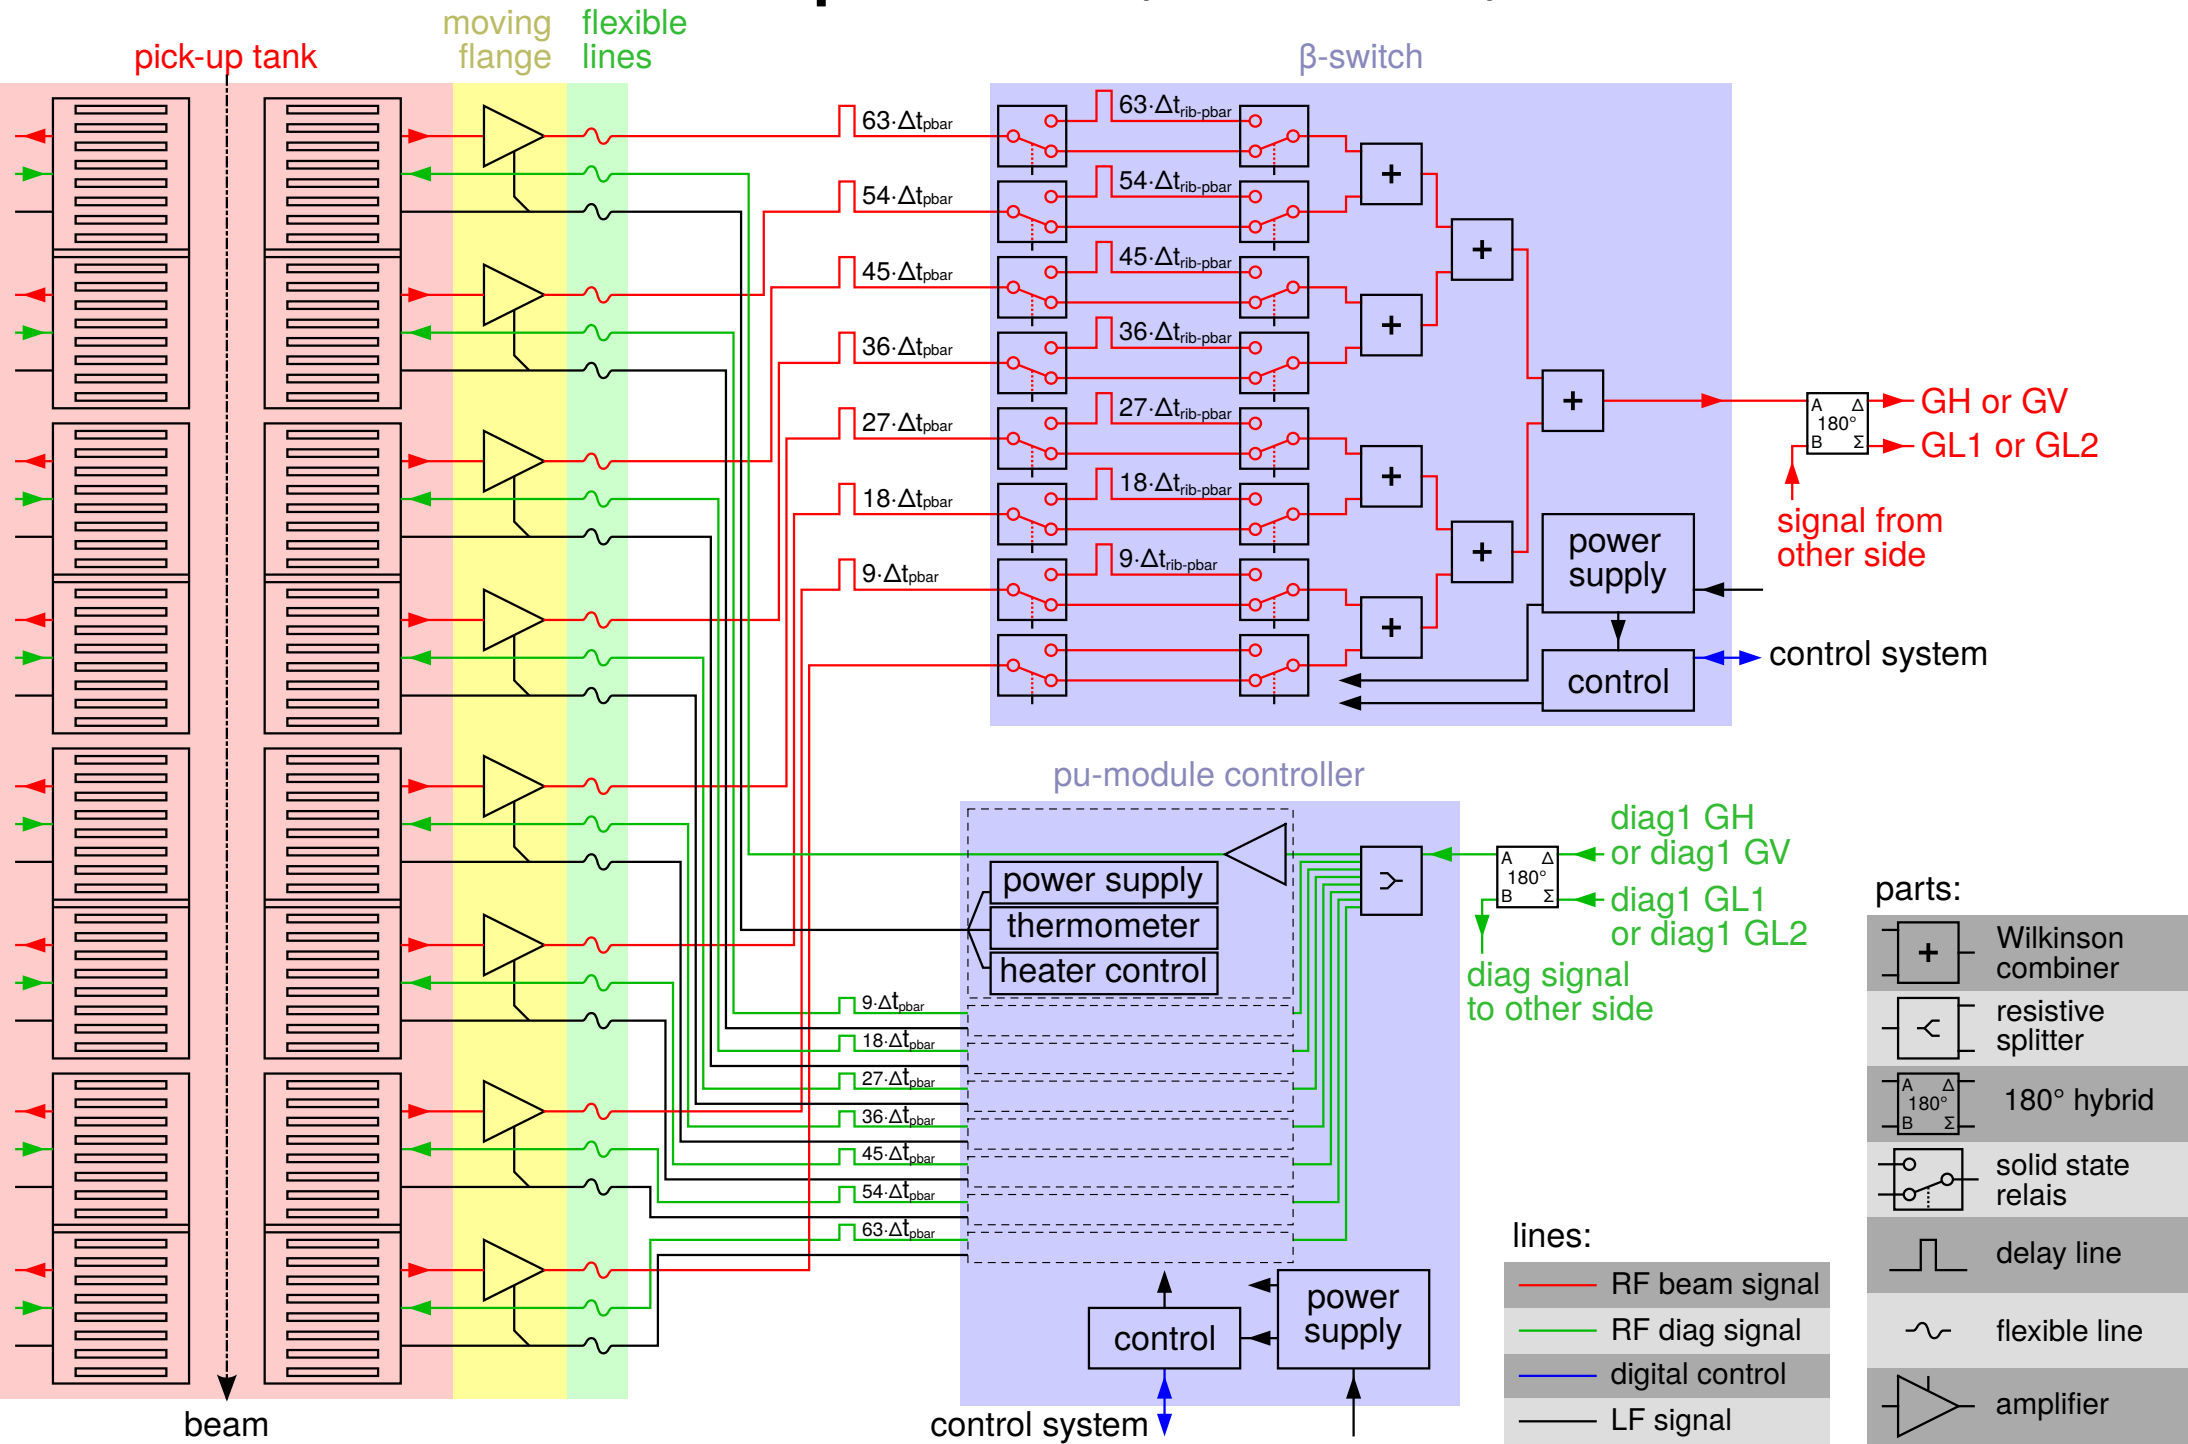 moving
flange
flexible
lines
pick-up tank
β-switch
63·Δtpbar
54·Δtpbar
45·Δtpbar
36·Δtpbar
27·Δtpbar
18·Δtpbar
9·Δtpbar
63·Δtrib-pbar
54·Δtrib-pbar
45·Δtrib-pbar
36·Δtrib-pbar
27·Δtrib-pbar
18·Δtrib-pbar
9·Δtrib-pbar
+
+
+
+
+
+
+
A Δ
180°
B Σ
GH or GV
GL1 or GL2
signal from
other side
power
supply
control
control system
pu-module controller
power supply
thermometer
heater control
9·Δtpbar
18·Δtpbar
27·Δtpbar
36·Δtpbar
45·Δtpbar
54·Δtpbar
63·Δtpbar
A Δ
180°
B Σ
diag1 GH
or diag1 GV
diag1 GL1
or diag1 GL2
diag signal
to other side
control
power
supply
control system
beam
lines:
RF beam signal
RF diag signal
digital control
LF signal
parts:
+
Wilkinson
combiner
resistive
splitter
A Δ
180°
B Σ
180° hybrid
solid state
relais
delay line
flexible line
amplifier